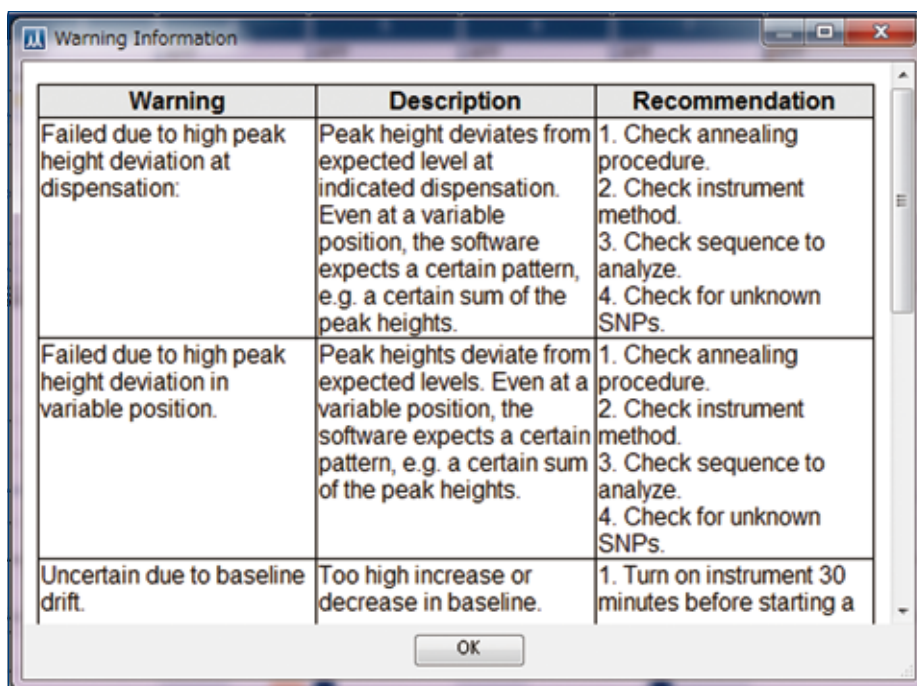 Warning Information
Warning
Description
Recommendation
Failed due to high peak
height deviation at
dispensation:
Peak height deviates from
expected level at
indicated dispensation.
Even at a variable
position, the software
expects a certain pattern,
e.g. a certain sum of the
peak heights.
1. Check annealing
procedure.
2. Check instrument
method.
3. Check sequence to
analyze.
4. Check for unknown
SNPs.
Failed due to high peak
height deviation in
variable position.
Peak heights deviate from
expected levels. Even at a
variable position, the
software expects a certain
pattern, e.g. a certain sum
of the peak heights.
1. Check annealing
procedure.
2. Check instrument
method.
3. Check sequence to
analyze.
4. Check for unknown
SNPs.
Uncertain due to baseline
drift.
Too high increase or
decrease in baseline.
1. Turn on instrument 30
minutes before starting a
OK